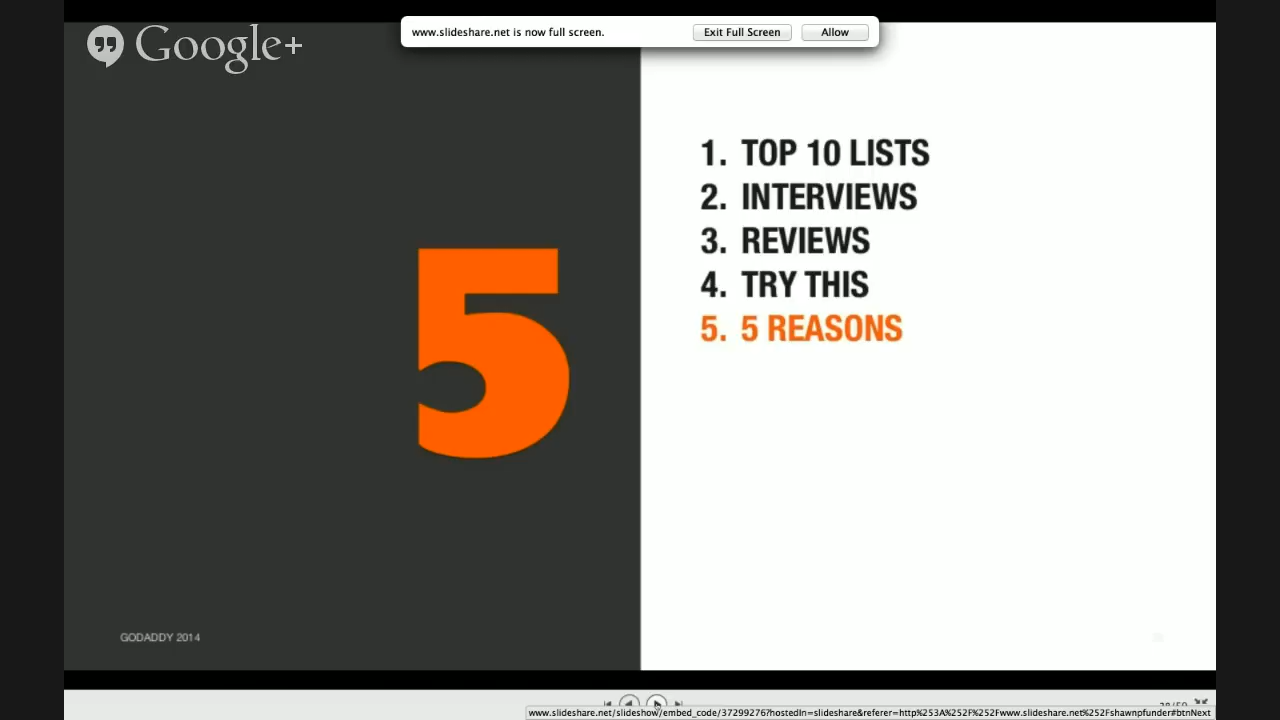 Google+
www.slideshare.net is now full screen.
Exit Full Screen
Allow
1. TOP 10 LISTS
2. INTERVIEWS
3. REVIEWS
4. TRY THIS
5. 5 REASONS
5
GODADDY 2014
www.slideshare.net/slideshow/embed_code/37299276?hostedIn=slideshare&referer=http%253A%252F%252Fwww.slideshare.net%252Fshawnpfunder#btnNext